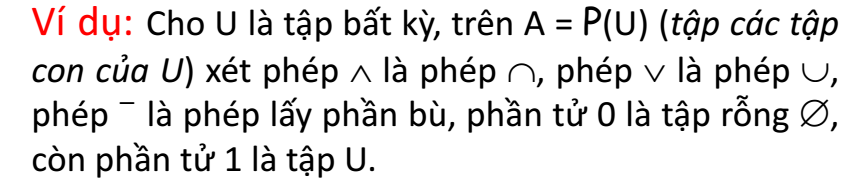 Ví dụ: Cho U là tập bất kỳ, trên A = P(U) (tập các tập
con của U) xét phép ∧ là phép ∩, phép ∨ là phép ∪,
phép ¯ là phép lấy phần bù, phần tử 0 là tập rỗng ∅,
còn phần tử 1 là tập U.